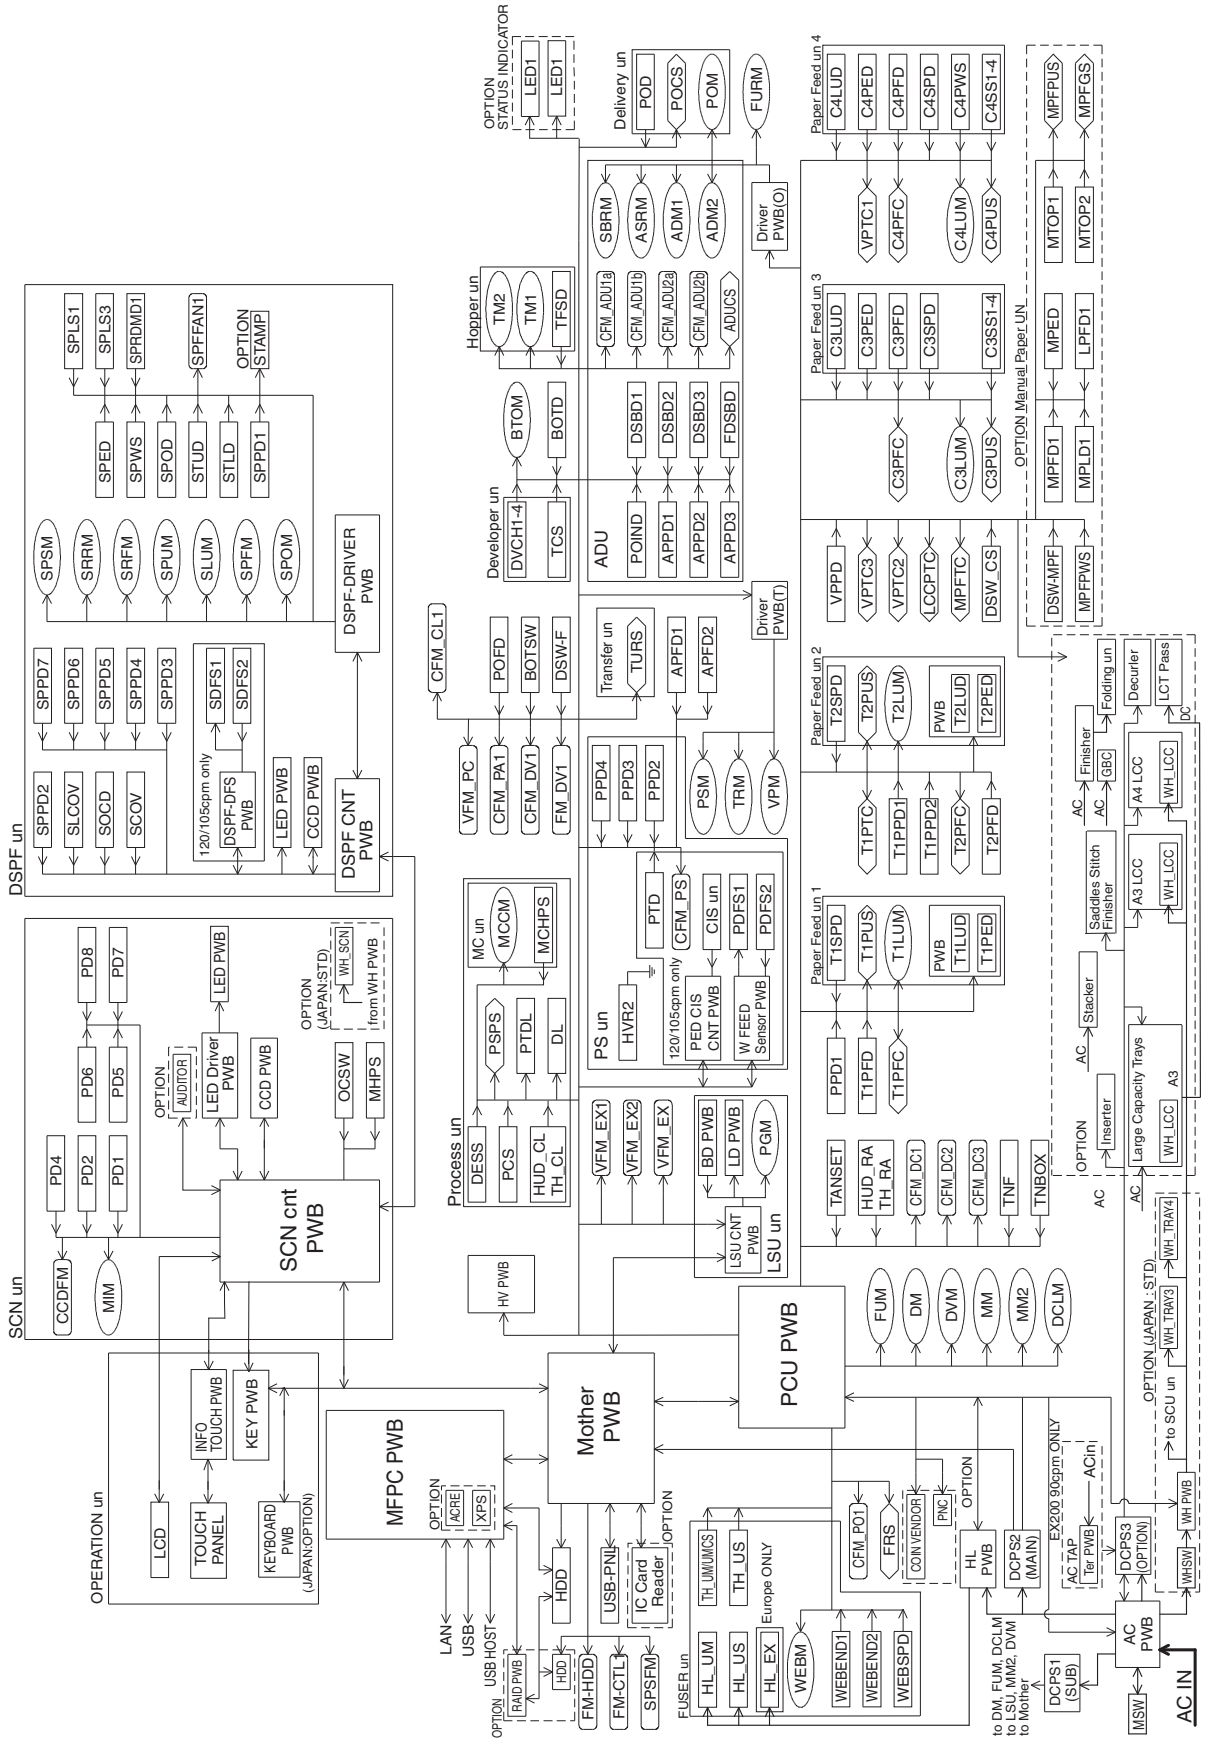 DSPF un
SPPD2
SLCOV
SOCD
SCOV
SPPD7
SPPD6
SPPD5
SPPD4
SPPD3
120/105cpm only
DSPF-DFS
PWB
SDFS1
SDFS2
LED PWB
CCD PWB
DSPF CNT
PWB
SPSM
SRRM
SRFM
SPUM
SLUM
SPFM
SPOM
DSPF-DRIVER
PWB
SPED
SPWS
SPOD
STUD
STLD
SPPD1
SPLS1
SPLS3
SPRDMD1
SPFFAN1
OPTION
STAMP
SCN un
CCDFM
MIM
PD4
PD2
PD1
PD6
PD5
PD8
PD7
OPTION
AUDITOR
LED Driver
PWB
LED PWB
CCD PWB
OCSW
MHPS
OPTION
(JAPAN:STD)
WH_SCN
from WH PWB
SCN cnt
PWB
OPERATION un
LCD
TOUCH
PANEL
INFO
TOUCH PWB
KEY PWB
KEYBOARD
PWB
(JAPAN:OPTION)
MFPC PWB
OPTION
ACRE
XPS
LAN
USB
USB HOST
OPTION
RAID PWB
HDD
HDD
FM-HDD
FM-CTL1
SPSFM
USB-PNL
IC Card
Reader
OPTION
Mother
PWB
HV PWB
PCU PWB
Process un
DESS
PCS
HUD_CL
TH_CL
PSPS
PTDL
DL
MC un
MCCM
MCHPS
VFM_EX1
VFM_EX2
VFM_EX
LSU CNT
PWB
BD PWB
LD PWB
PGM
LSU un
PS un
HVR2
120/105cpm only
PED CIS
CNT PWB
CIS un
W FEED
Sensor PWB
PDFS1
PDFS2
PTD
CFM_PS
PPD4
PPD3
PPD2
CFM_CL1
VFM_PC
CFM_PA1
CFM_DV1
FM_DV1
POFD
BOTSW
DSW-F
Transfer un
TURS
APFD1
APFD2
PSM
TRM
VPM
Driver
PWB(T)
Developer un
DVCH1-4
TCS
BTOM
BOTD
Hopper un
TM2
TM1
TFSD
ADU
POIND
APPD1
APPD2
APPD3
DSBD1
DSBD2
DSBD3
FDSBD
CFM_ADU1a
CFM_ADU1b
CFM_ADU2a
CFM_ADU2b
ADUCS
SBRM
ASRM
ADM1
ADM2
Driver
PWB(O)
OPTION
STATUS INDICATOR
LED1
LED1
Delivery un
POD
POCS
POM
FURM
TANSET
HUD_RA
TH_RA
CFM_DC1
CFM_DC2
CFM_DC3
TNF
TNBOX
FUM
DM
DVM
MM
MM2
DCLM
PPD1
T1PFD
T1PFC
Paper Feed un 1
T1SPD
T1PUS
T1LUM
PWB
T1LUD
T1PED
T1PTC
T1PPD1
T1PPD2
T2PFC
T2PFD
Paper Feed un 2
T2SPD
T2PUS
T2LUM
PWB
T2LUD
T2PED
VPPD
VPTC3
VPTC2
LCCPTC
MPFTC
DSW_CS
C3PFC
C3LUM
C3PUS
Paper Feed un 3
C3LUD
C3PED
C3PFD
C3SPD
C3SS1-4
VPTC1
C4PFC
C4LUM
C4PUS
Paper Feed un 4
C4LUD
C4PED
C4PFD
C4SPD
C4PWS
C4SS1-4
OPTION Manual Paper UN
DSW-MPF
MPFPWS
MPFD1
MPLD1
MPED
LPFD1
MTOP1
MTOP2
MPFPUS
MPFGS
FUSER un
HL_UM
HL_US
HL_EX
Europe ONLY
TH_UM/UMCS
TH_US
WEBM
WEBEND1
WEBEND2
WEBSPD
CFM_PO1
FRS
COIN VENDOR
PNC
OPTION
HL
PWB
DCPS2
(MAIN)
EX200 90cpm ONLY
AC TAP
Ter PWB
ACin
DCPS3
(OPTION)
to DM, FUM, DCLM
to LSU, MM2, DVM
to Mother
DCPS1
(SUB)
MSW
AC
PWB
AC IN
WHSW
WH PWB
to SCU un
OPTION (JAPAN : STD)
WH_TRAY3
WH_TRAY4
OPTION
AC
Inserter
AC
Stacker
AC
Large Capacity Trays
WH_LCC
A3
Saddles Stitch
Finisher
A3 LCC
WH_LCC
A4 LCC
WH_LCC
AC
Finisher
AC
GBC
Folding un
Decurler
LCT Pass
DC